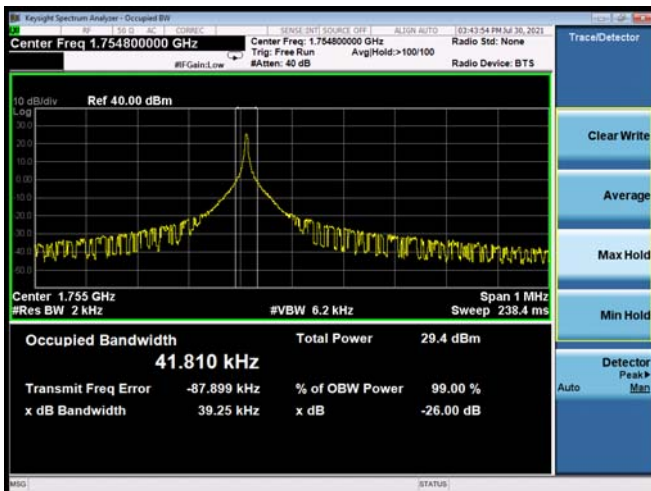 Keysight Spectrum Analyzer - Occupied BW
RF 50 Ω AC CORREC SENSE:INT SOURCE OFF ALIGN AUTO 03:43:54 PM Jul 30, 2021
Center Freq 1.754800000 GHz
Center Freq: 1.754800000 GHz
Radio Std: None
Trig: Free Run Avg|Hold:>100/100
#IFGain:Low
#Atten: 40 dB
Radio Device: BTS
Trace/Detector
10 dB/div Ref 40.00 dBm
Log
30.0
20.0
10.0
0.00
-10.0
-20.0
-30.0
-40.0
-50.0
Center 1.755 GHz
Span 1 MHz
#Res BW 2 kHz
#VBW 6.2 kHz
Sweep 238.4 ms
Occupied Bandwidth
41.810 kHz
Total Power 29.4 dBm
Transmit Freq Error -87.899 kHz
% of OBW Power 99.00 %
x dB Bandwidth 39.25 kHz
x dB -26.00 dB
Clear Write
Average
Max Hold
Min Hold
Detector
Peak▶
Auto Man
MSG
STATUS